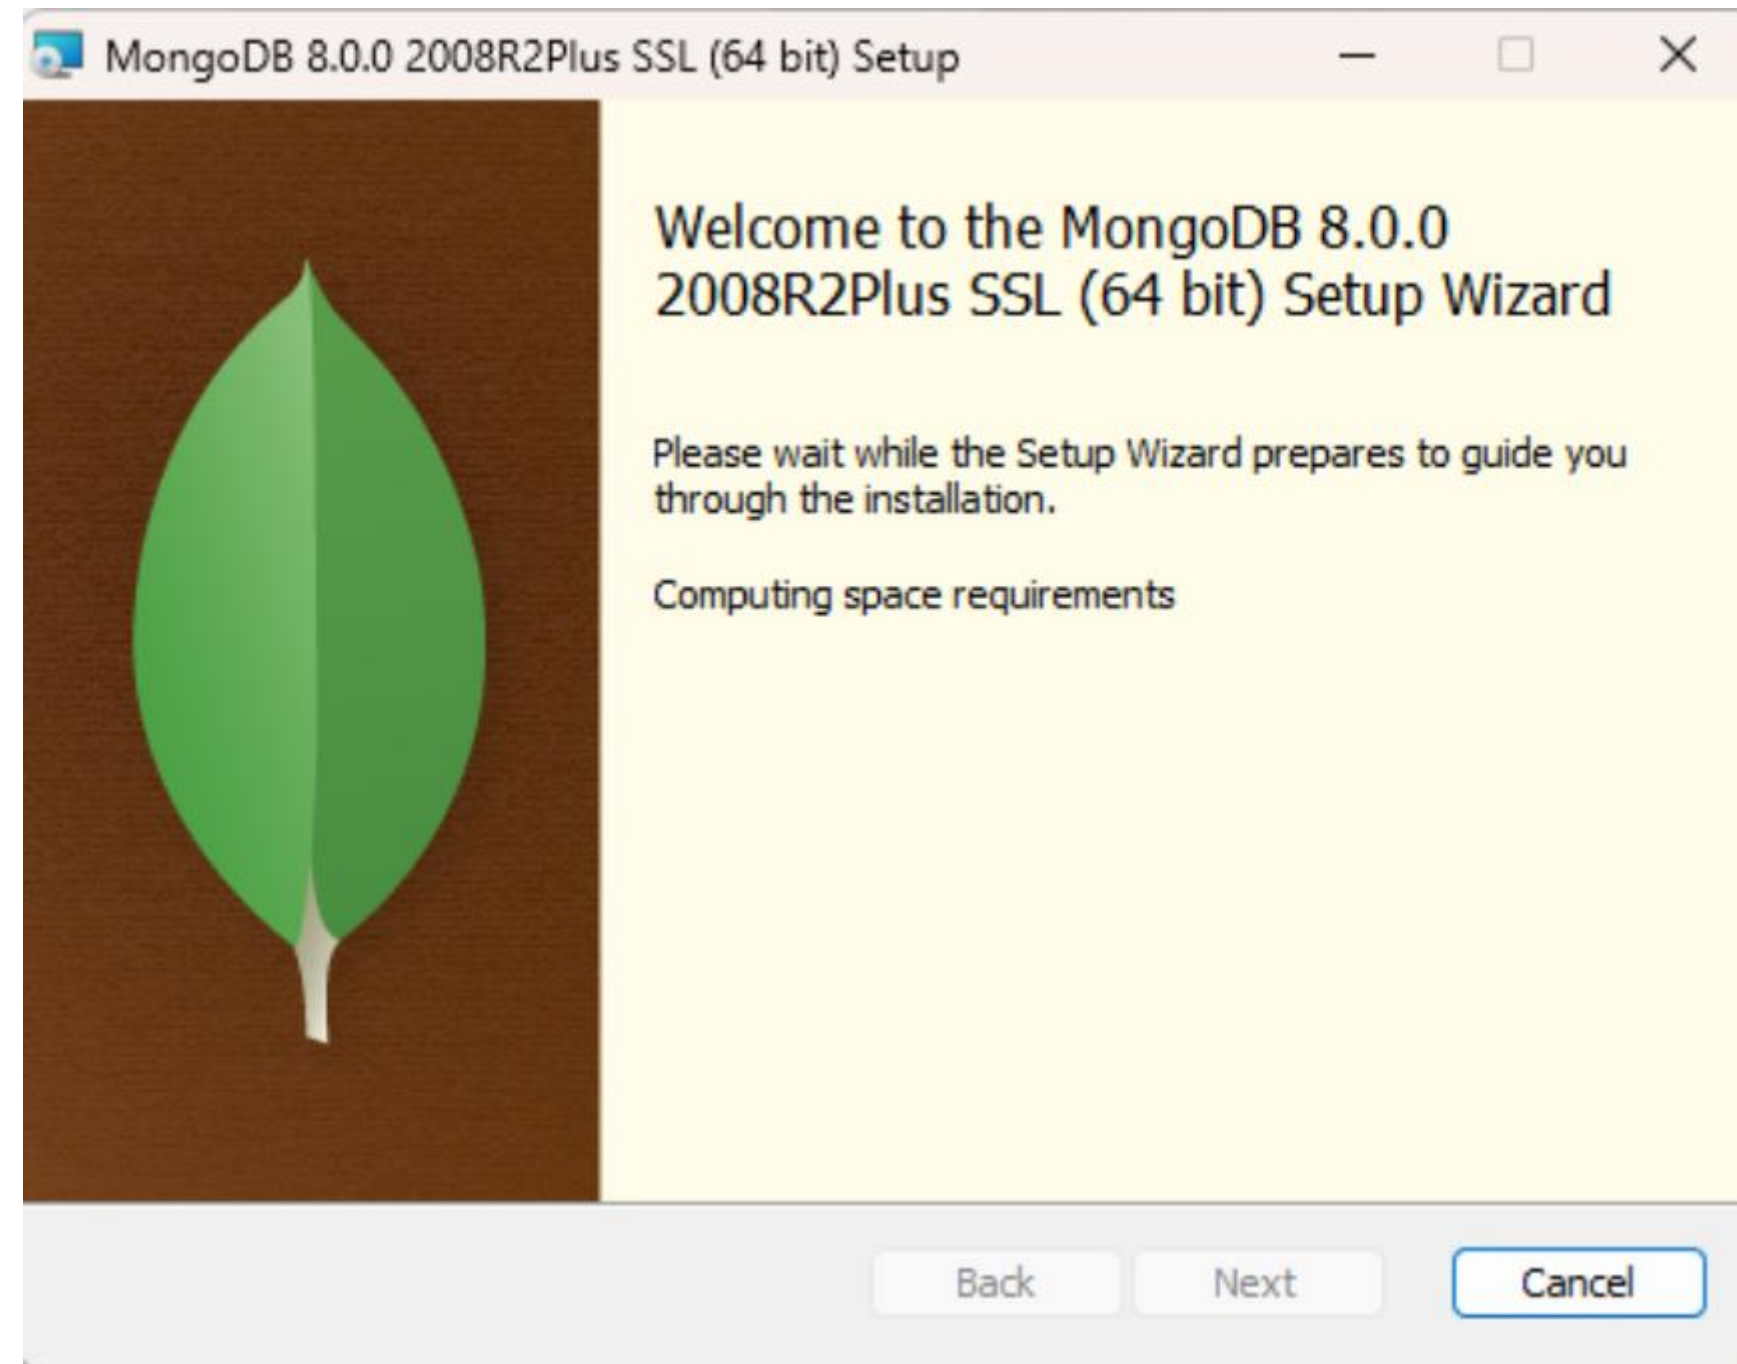 MongoDB 8.0.0 2008R2Plus SSL (64 bit) Setup
Welcome to the MongoDB 8.0.0
2008R2Plus SSL (64 bit) Setup Wizard
Please wait while the Setup Wizard prepares to guide you
through the installation.
Computing space requirements
Back
Next
Cancel